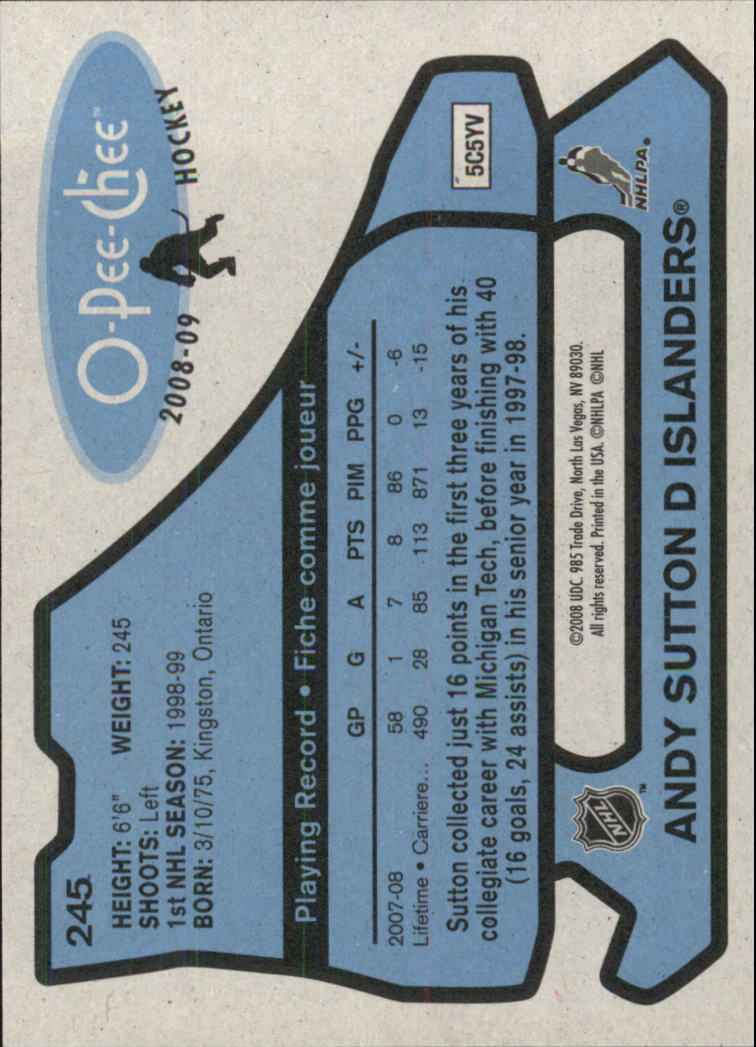 O-Pee-Chee™
2008-09 HOCKEY
245
HEIGHT: 6'6" WEIGHT: 245
SHOOTS: Left
1st NHL SEASON: 1998-99
BORN: 3/10/75, Kingston, Ontario
Playing Record • Fiche comme joueur
GP G A PTS PIM PPG +/-
2007-08 58 1 7 8 86 0 -6
Lifetime • Carriere... 490 28 85 113 871 13 -15
5C5YV
Sutton collected just 16 points in the first three years of his
collegiate career with Michigan Tech, before finishing with 40
(16 goals, 24 assists) in his senior year in 1997-98.
NHL™
©2008 UDC. 985 Trade Drive, North Las Vegas, NV 89030.
All rights reserved. Printed in the USA. ©NHLPA ©NHL
NHLPA®
ANDY SUTTON D ISLANDERS®